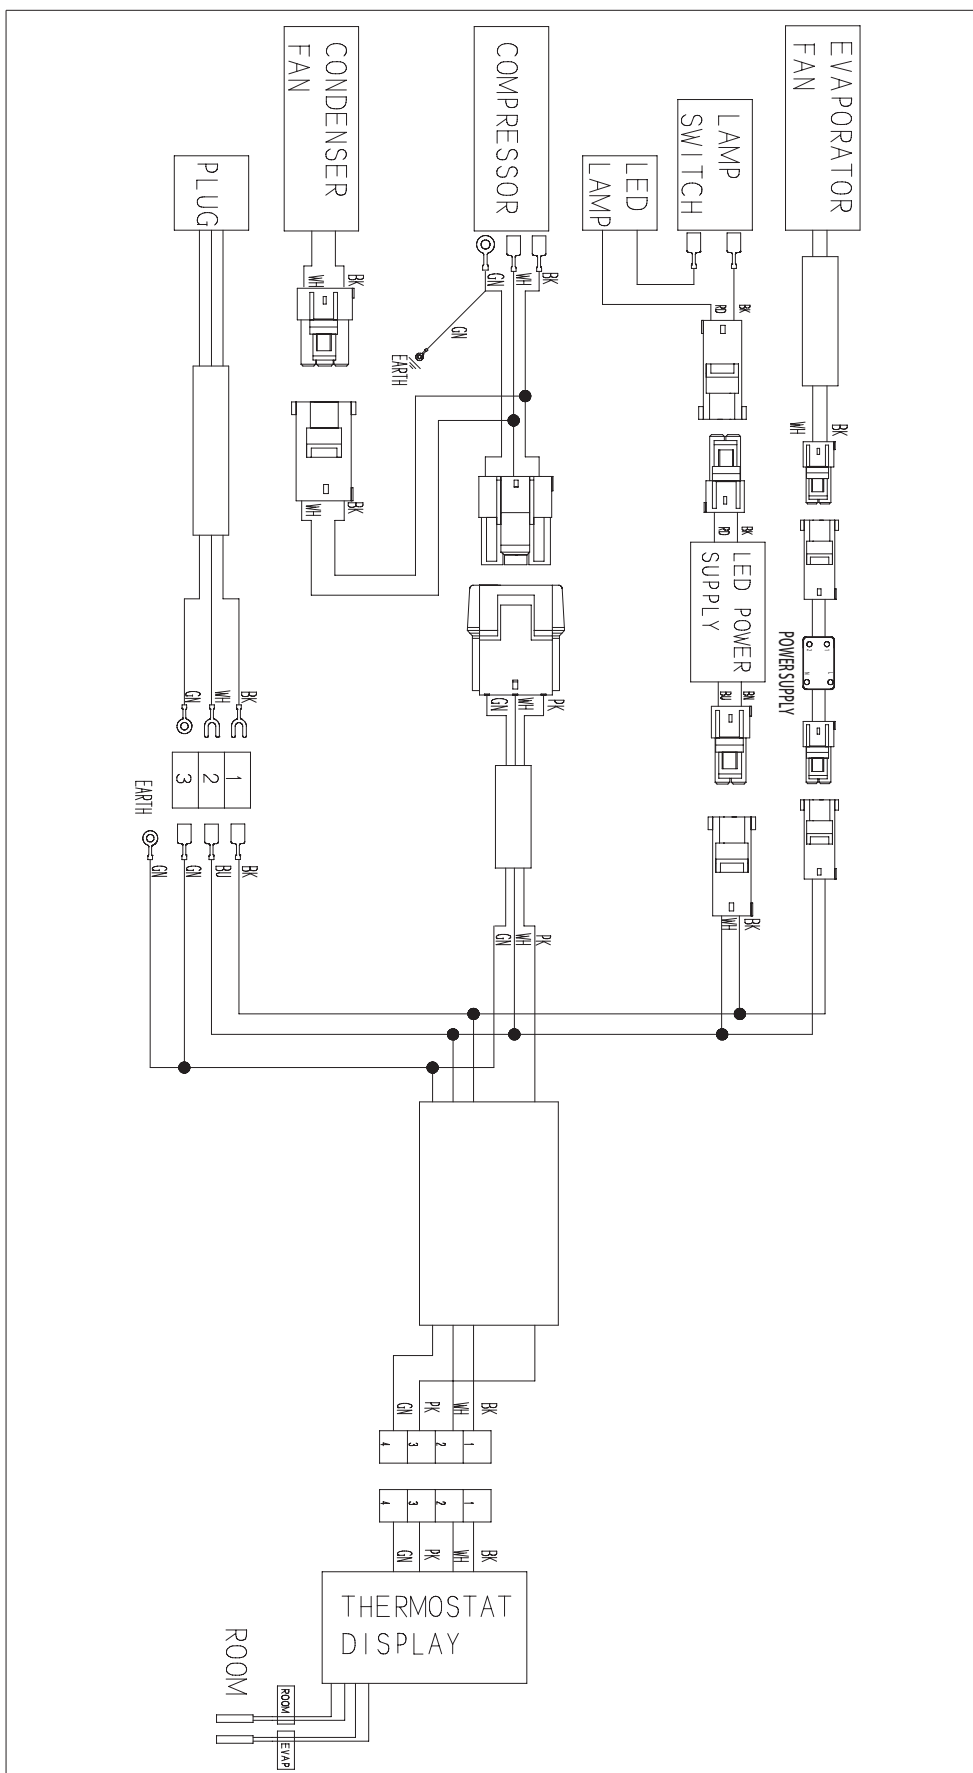 CONDENSER
FAN
COMPRESSOR
EVAPORATOR
FAN
LAMP
SWITCH
LED
LAMP
PLUG
WH
BK
GN
WH
BK
GN
EARTH
RD
BK
WH
BK
WH
BK
RD
BK
LED POWER
SUPPLY
POWERSUPPLY
BU
BN
GN
WH
BK
GN
WH
PK
3
2
1
EARTH
GN
GN
BU
BK
GN
WH
PK
WH
BK
GN
PK
WH
BK
4
3
2
1
4
3
2
1
GN
PK
WH
BK
THERMOSTAT
DISPLAY
ROOM
ROOM
EVAP